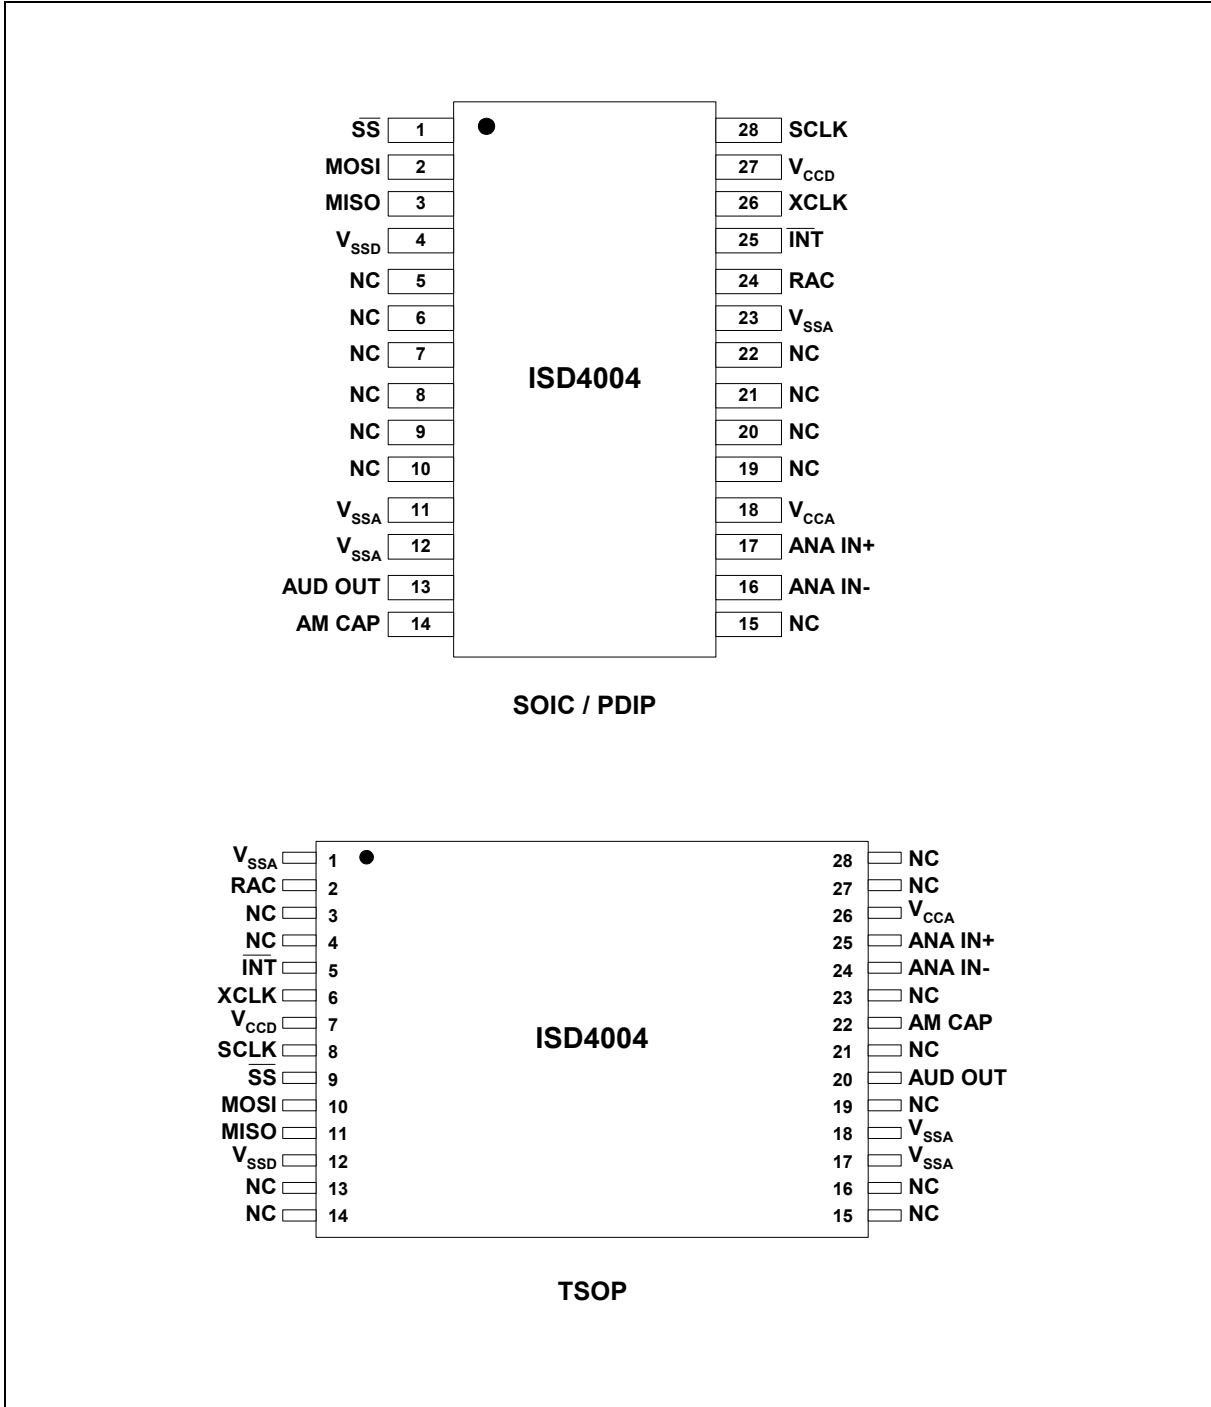 S̅S̅ 1 28 SCLK
MOSI 2 27 VCCD
MISO 3 26 XCLK
VSSD 4 25 I̅N̅T̅
NC 5 24 RAC
NC 6 23 VSSA
NC 7 22 NC
ISD4004
NC 8 21 NC
NC 9 20 NC
NC 10 19 NC
VSSA 11 18 VCCA
VSSA 12 17 ANA IN+
AUD OUT 13 16 ANA IN-
AM CAP 14 15 NC
SOIC / PDIP
VSSA 1 28 NC
RAC 2 27 NC
NC 3 26 VCCA
NC 4 25 ANA IN+
I̅N̅T̅ 5 24 ANA IN-
XCLK 6 23 NC
VCCD 7 22 AM CAP
ISD4004
SCLK 8 21 NC
S̅S̅ 9 20 AUD OUT
MOSI 10 19 NC
MISO 11 18 VSSA
VSSD 12 17 VSSA
NC 13 16 NC
NC 14 15 NC
TSOP